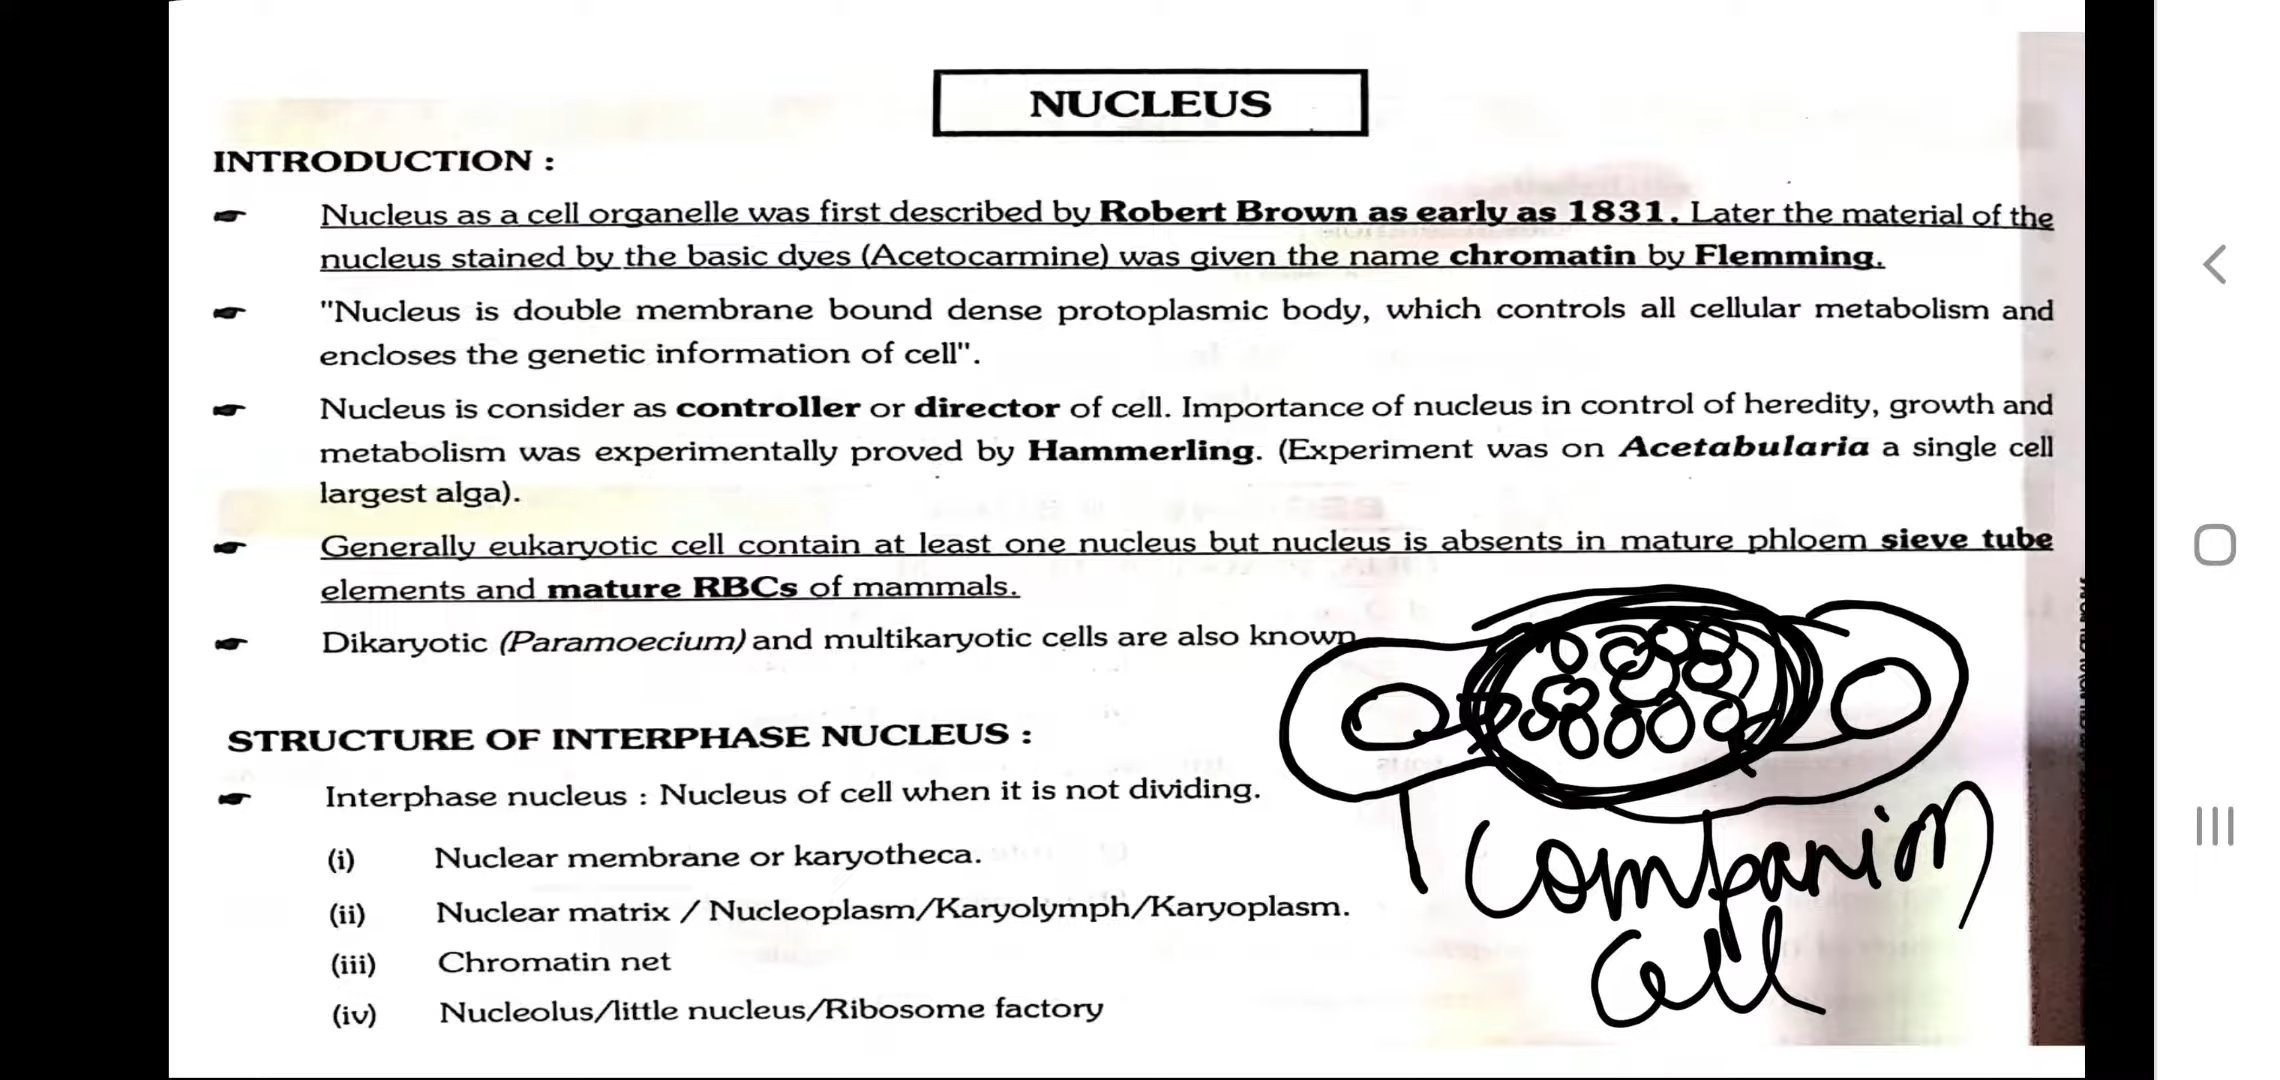 NUCLEUS
INTRODUCTION :
Nucleus as a cell organelle was first described by Robert Brown as early as 1831. Later the material of the
nucleus stained by the basic dyes (Acetocarmine) was given the name chromatin by Flemming.
"Nucleus is double membrane bound dense protoplasmic body, which controls all cellular metabolism and
encloses the genetic information of cell".
Nucleus is consider as controller or director of cell. Importance of nucleus in control of heredity, growth and
metabolism was experimentally proved by Hammerling. (Experiment was on Acetabularia a single cell
largest alga).
Generally eukaryotic cell contain at least one nucleus but nucleus is absents in mature phloem sieve tube
elements and mature RBCs of mammals.
Dikaryotic (Paramoecium) and multikaryotic cells are also known
STRUCTURE OF INTERPHASE NUCLEUS :
Interphase nucleus : Nucleus of cell when it is not dividing.
(i) Nuclear membrane or karyotheca.
(ii) Nuclear matrix / Nucleoplasm/Karyolymph/Karyoplasm.
(iii) Chromatin net
(iv) Nucleolus/little nucleus/Ribosome factory
Companion
Cell